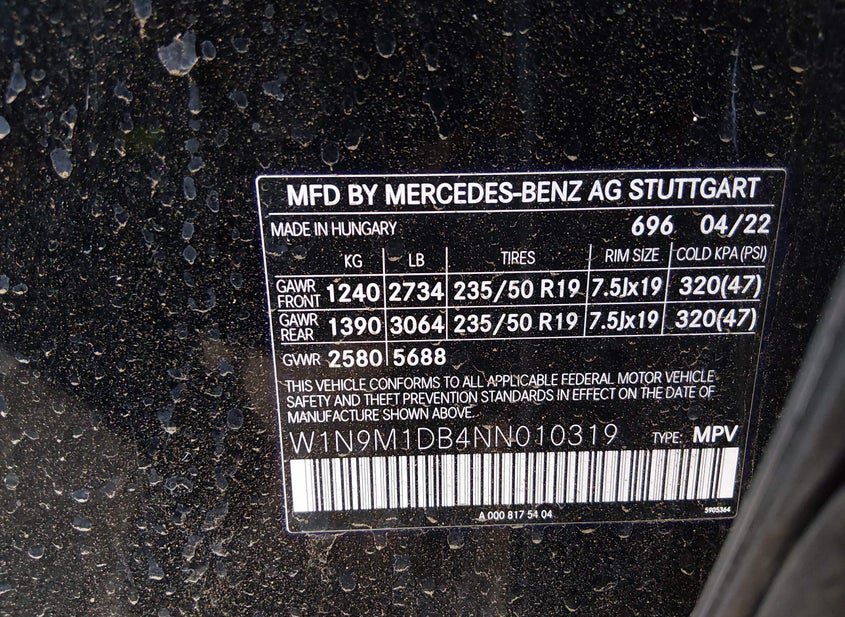 MFD BY MERCEDES-BENZ AG STUTTGART
MADE IN HUNGARY 696 04/22
KG LB TIRES RIM SIZE COLD KPA (PSI)
GAWR FRONT 1240 2734 235/50 R19 7.5Jx19 320(47)
GAWR REAR 1390 3064 235/50 R19 7.5Jx19 320(47)
GVWR 2580 5688
THIS VEHICLE CONFORMS TO ALL APPLICABLE FEDERAL MOTOR VEHICLE
SAFETY AND THEFT PREVENTION STANDARDS IN EFFECT ON THE DATE OF
MANUFACTURE SHOWN ABOVE.
W1N9M1DB4NN010319 TYPE: MPV
A 000 817 54 04 5905364